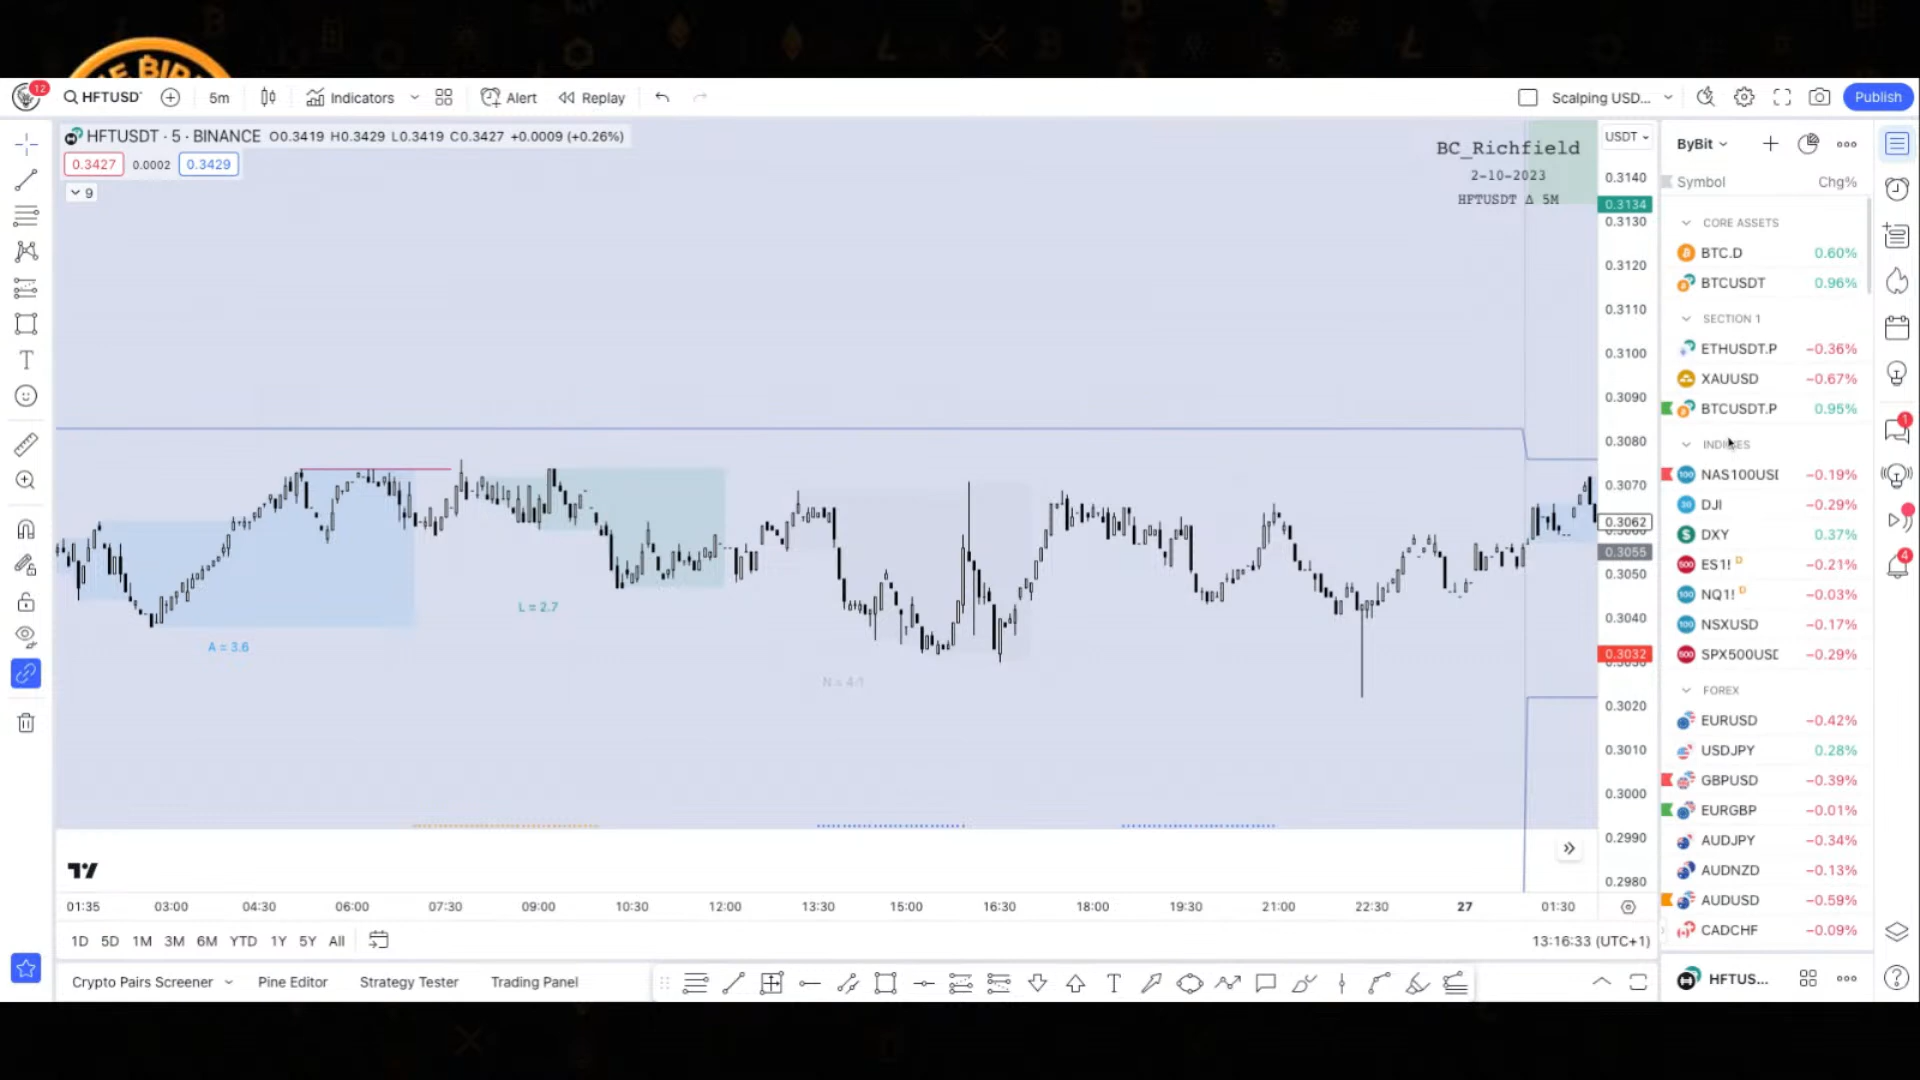 12
HFTUSD
5m
Indicators
Alert
Replay
Scalping USD...
Publish
HFTUSDT · 5 · BINANCE O0.3419 H0.3429 L0.3419 C0.3427 +0.0009 (+0.26%)
0.3427 0.0002 0.3429
9
BC_Richfield
2-10-2023
HFTUSDT Δ 5M
USDT
0.3140
0.3134
0.3130
0.3120
0.3110
0.3100
0.3090
0.3080
0.3070
0.3062
0.3055
0.3050
0.3040
0.3032
0.3020
0.3010
0.3000
0.2990
0.2980
A = 3.6
L = 2.7
N = 4.1
01:35 03:00 04:30 06:00 07:30 09:00 10:30 12:00 13:30 15:00 16:30 18:00 19:30 21:00 22:30 27 01:30
1D 5D 1M 3M 6M YTD 1Y 5Y All
13:16:33 (UTC+1)
Crypto Pairs Screener Pine Editor Strategy Tester Trading Panel
ByBit
Symbol Chg%
CORE ASSETS
BTC.D 0.60%
BTCUSDT 0.96%
SECTION 1
ETHUSDT.P −0.36%
XAUUSD −0.67%
BTCUSDT.P 0.95%
INDICES
NAS100USD −0.19%
DJI −0.29%
DXY 0.37%
ES1! D −0.21%
NQ1! D −0.03%
NSXUSD −0.17%
SPX500USD −0.29%
FOREX
EURUSD −0.42%
USDJPY 0.28%
GBPUSD −0.39%
EURGBP −0.01%
AUDJPY −0.34%
AUDNZD −0.13%
AUDUSD −0.59%
CADCHF −0.09%
HFTUS...
1
4